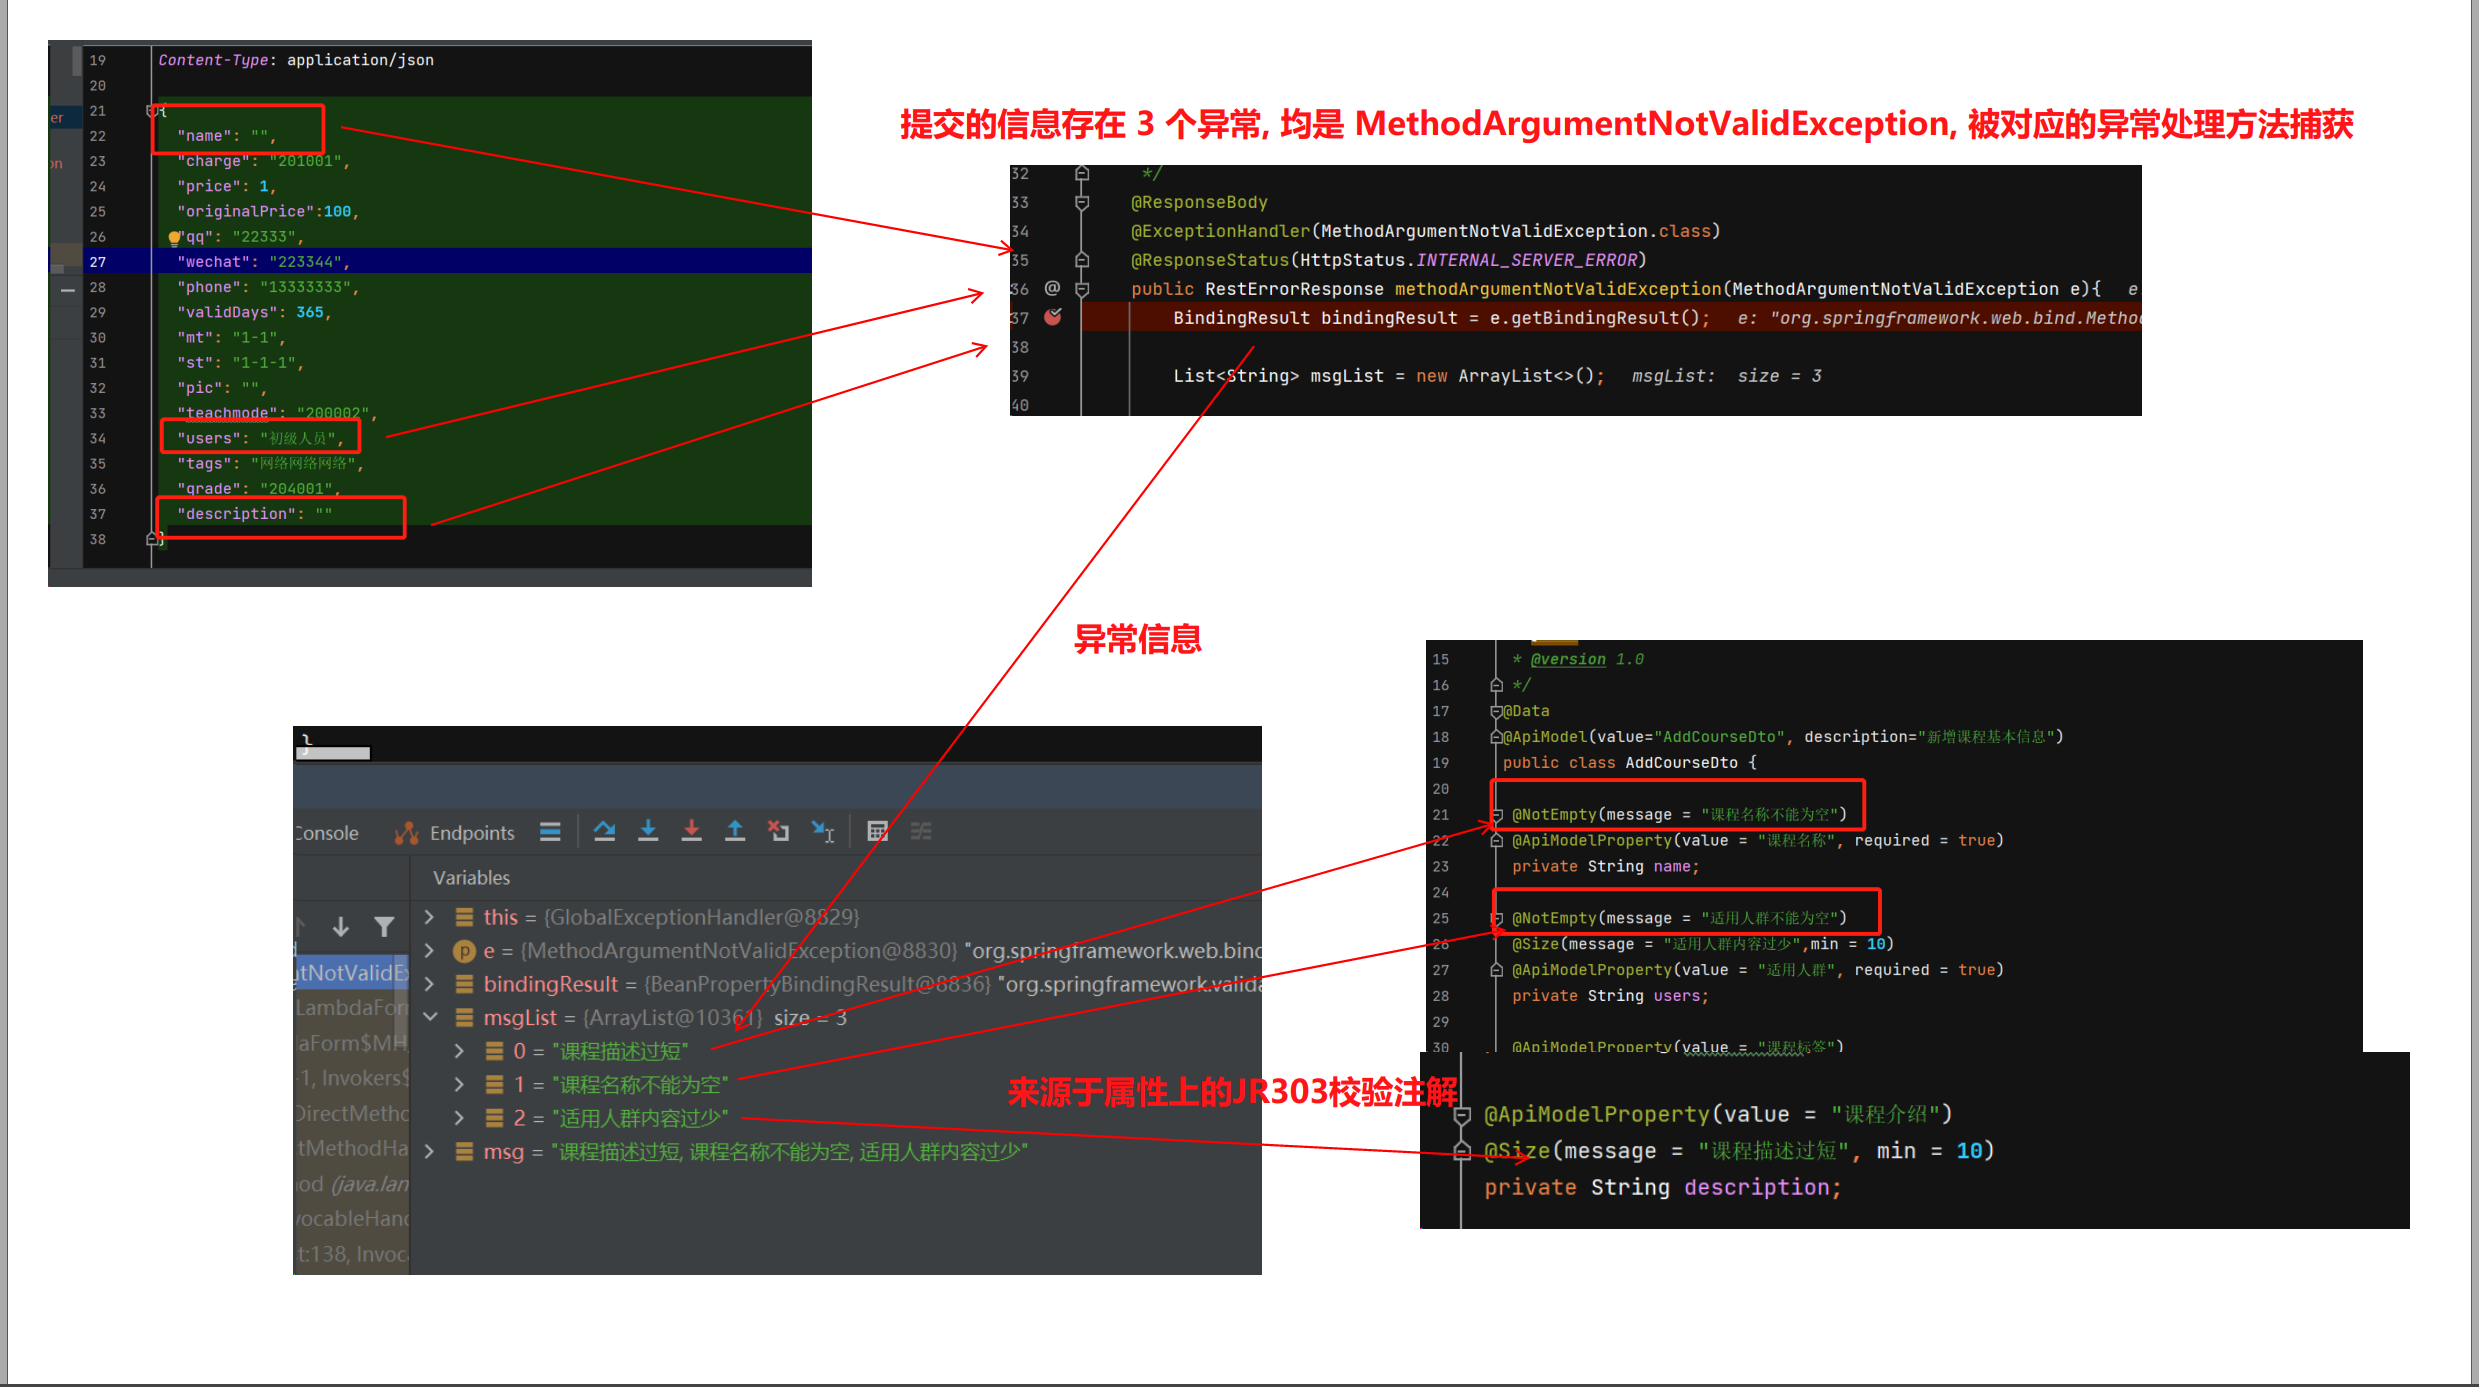 19 Content-Type: application/json
20
21 {
22 "name": "",
23 "charge": "201001",
24 "price": 1,
25 "originalPrice":100,
26 "qq": "22333",
27 "wechat": "223344",
28 "phone": "13333333",
29 "validDays": 365,
30 "mt": "1-1",
31 "st": "1-1-1",
32 "pic": "",
33 "teachmode": "200002",
34 "users": "初级人员",
35 "tags": "网络网络网络",
36 "grade": "204001",
37 "description": ""
38 }
er
on
提交的信息存在 3 个异常, 均是 MethodArgumentNotValidException, 被对应的异常处理方法捕获
32 */
33 @ResponseBody
34 @ExceptionHandler(MethodArgumentNotValidException.class)
35 @ResponseStatus(HttpStatus.INTERNAL_SERVER_ERROR)
36 @ public RestErrorResponse methodArgumentNotValidException(MethodArgumentNotValidException e){ e
37 BindingResult bindingResult = e.getBindingResult(); e: "org.springframework.web.bind.Metho
38
39 List<String> msgList = new ArrayList<>(); msgList: size = 3
40
异常信息
}
Console Endpoints
Variables
this = {GlobalExceptionHandler@8829}
e = {MethodArgumentNotValidException@8830} "org.springframework.web.bind
bindingResult = {BeanPropertyBindingResult@8836} "org.springframework.valida
msgList = {ArrayList@10361} size = 3
0 = "课程描述过短"
1 = "课程名称不能为空"
2 = "适用人群内容过少"
msg = "课程描述过短, 课程名称不能为空, 适用人群内容过少"
ntNotValidEx
LambdaForm
aForm$MH
-1, Invokers$
DirectMetho
tMethodHa
nod (java.lan
vocableHand
t:138, Invoc
来源于属性上的JR303校验注解
15 * @version 1.0
16 */
17 @Data
18 @ApiModel(value="AddCourseDto", description="新增课程基本信息")
19 public class AddCourseDto {
20
21 @NotEmpty(message = "课程名称不能为空")
22 @ApiModelProperty(value = "课程名称", required = true)
23 private String name;
24
25 @NotEmpty(message = "适用人群不能为空")
26 @Size(message = "适用人群内容过少",min = 10)
27 @ApiModelProperty(value = "适用人群", required = true)
28 private String users;
29
30 @ApiModelProperty(value = "课程标签")
@ApiModelProperty(value = "课程介绍")
@Size(message = "课程描述过短", min = 10)
private String description;